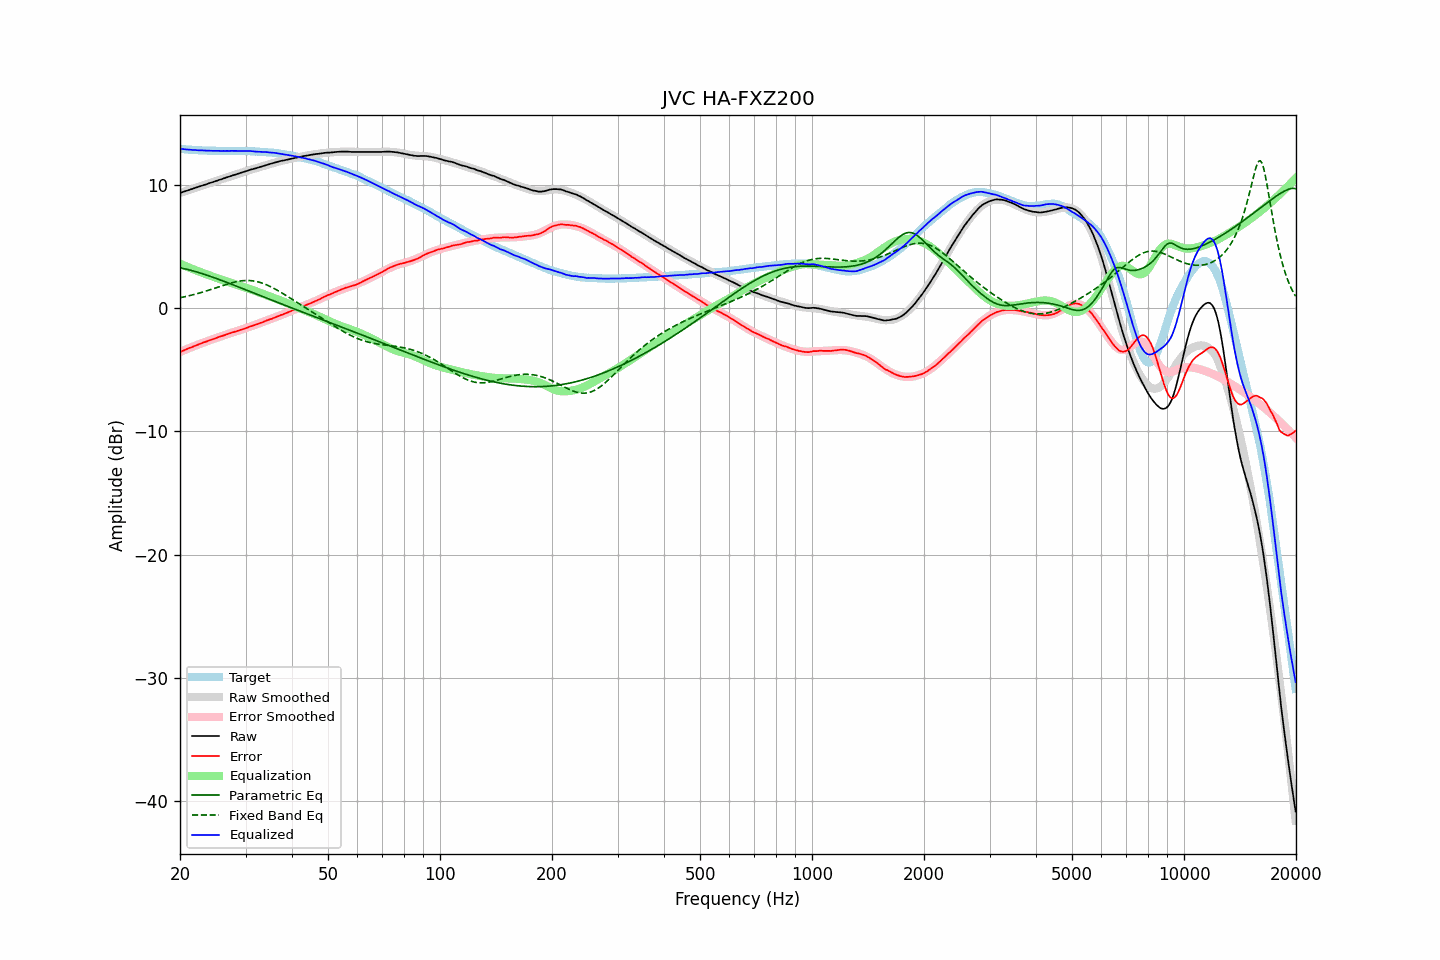 JVC HA-FXZ200
Amplitude (dBr)
10
0
−10
−20
−30
−40
Target
Raw Smoothed
Error Smoothed
Raw
Error
Equalization
Parametric Eq
Fixed Band Eq
Equalized
20 50 100 200 500 1000 2000 5000 10000 20000
Frequency (Hz)